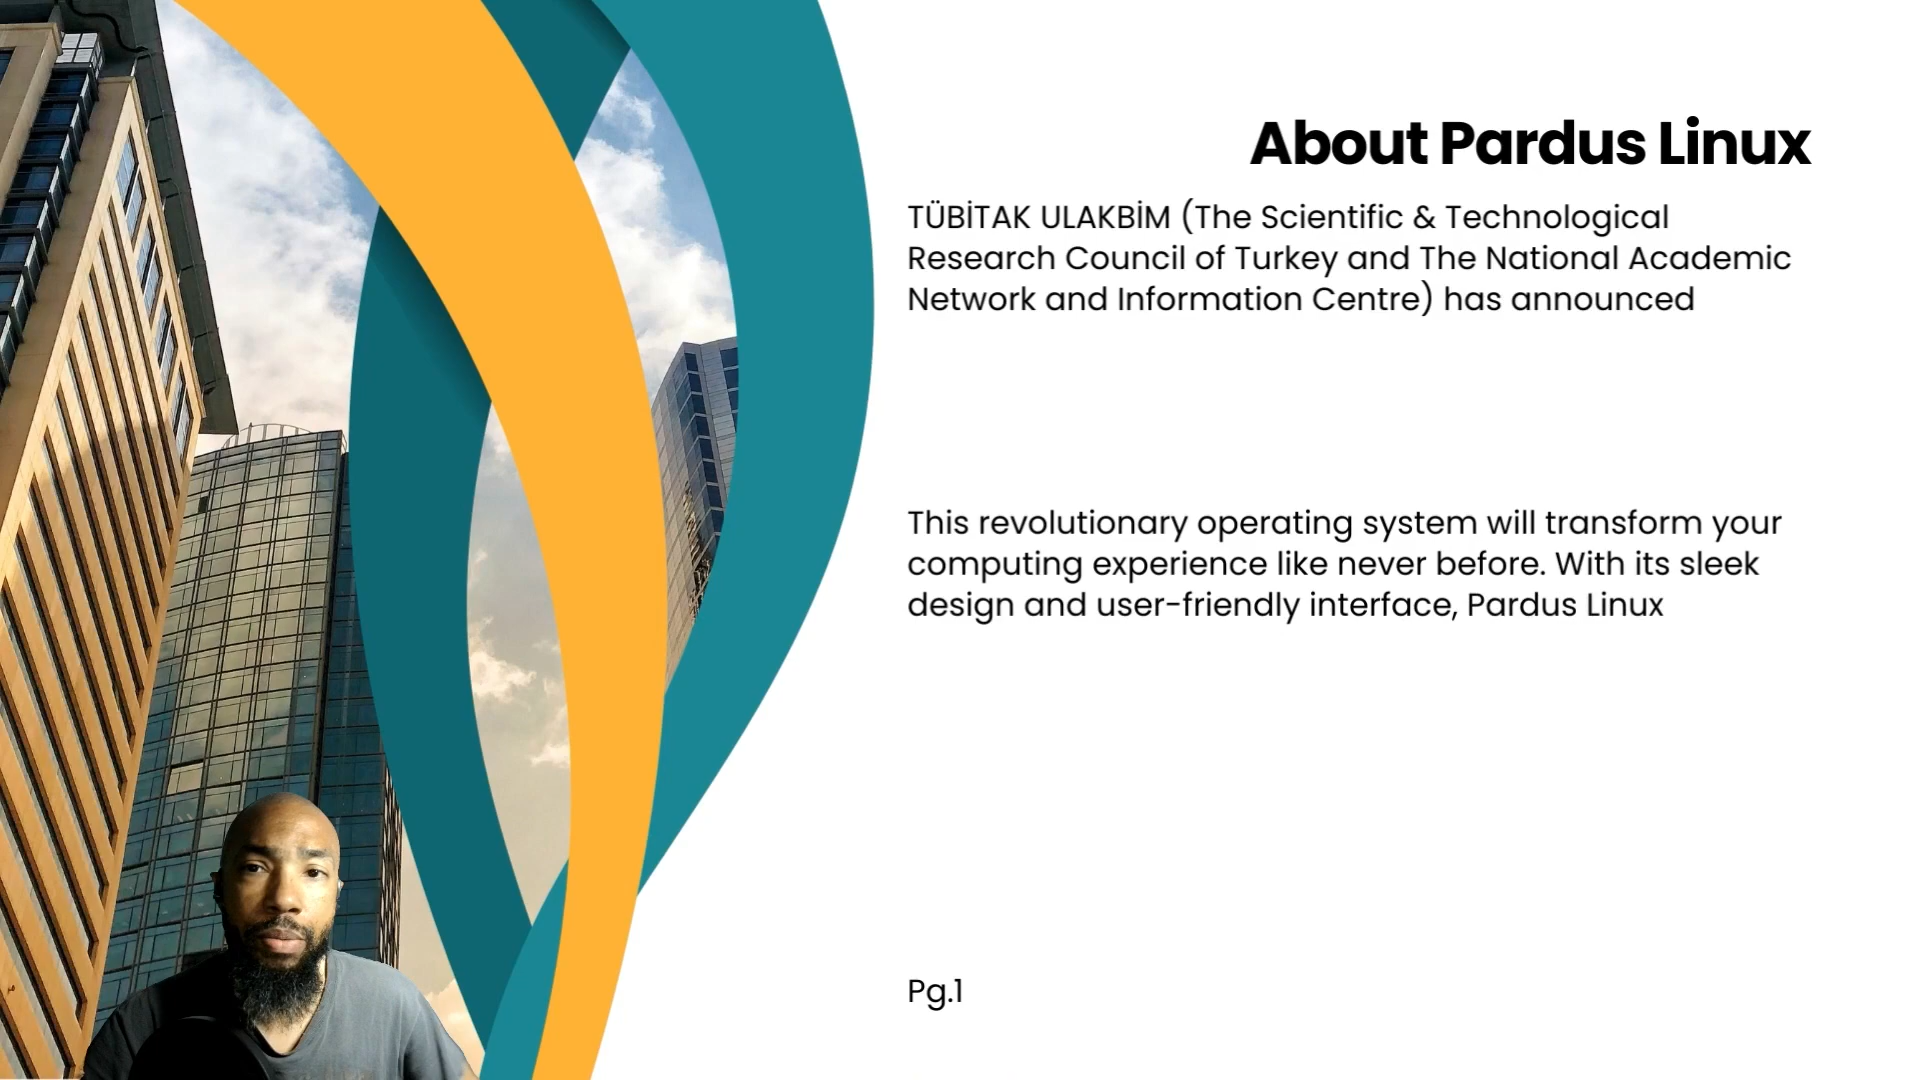 About Pardus Linux
TÜBİTAK ULAKBİM (The Scientific & Technological
Research Council of Turkey and The National Academic
Network and Information Centre) has announced
This revolutionary operating system will transform your
computing experience like never before. With its sleek
design and user-friendly interface, Pardus Linux
Pg.1